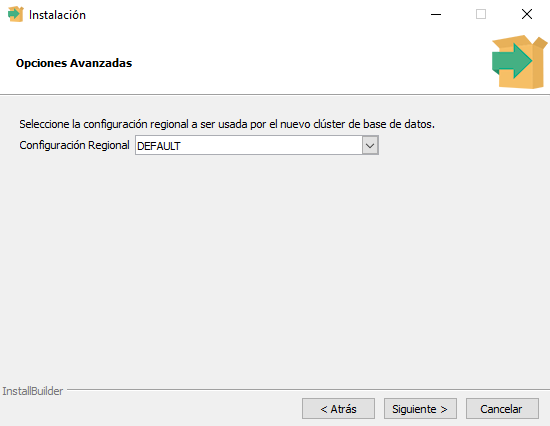 Instalación
Opciones Avanzadas
Seleccione la configuración regional a ser usada por el nuevo clúster de base de datos.
Configuración Regional DEFAULT
InstallBuilder
< Atrás Siguiente > Cancelar